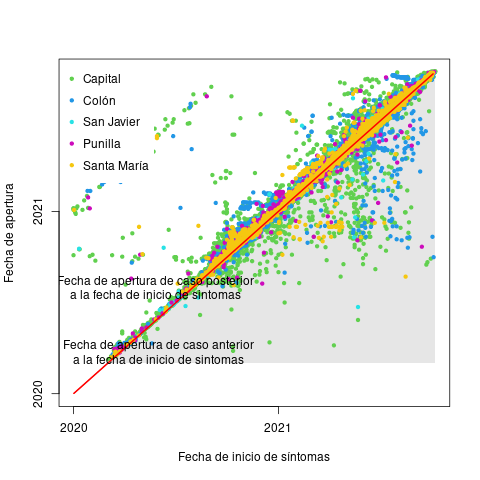 Capital
Colón
San Javier
Punilla
Santa María
Fecha de apertura
2021
2020
Fecha de apertura de caso posterior
a la fecha de inicio de síntomas
Fecha de apertura de caso anterior
a la fecha de inicio de síntomas
2020
2021
Fecha de inicio de síntomas